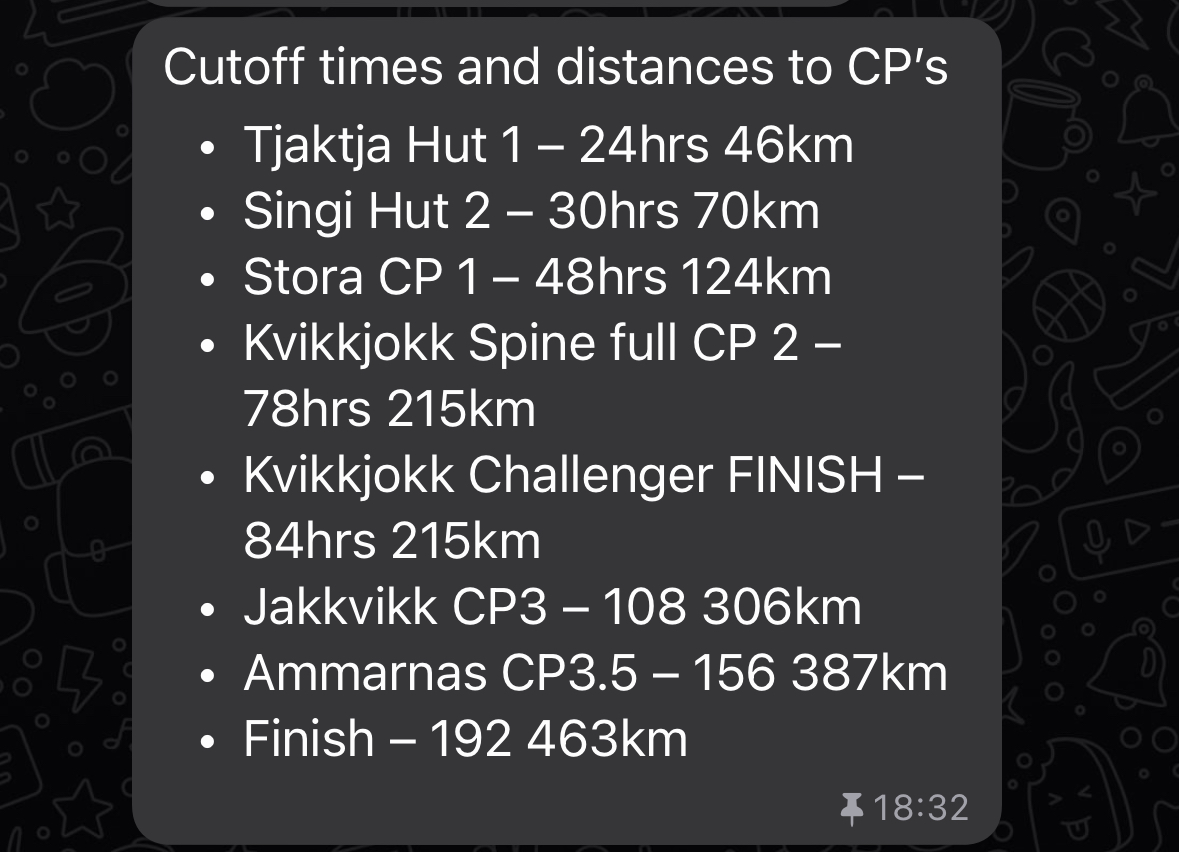 Cutoff times and distances to CP’s
• Tjaktja Hut 1 – 24hrs 46km
• Singi Hut 2 – 30hrs 70km
• Stora CP 1 – 48hrs 124km
• Kvikkjokk Spine full CP 2 –
78hrs 215km
• Kvikkjokk Challenger FINISH –
84hrs 215km
• Jakkvikk CP3 – 108 306km
• Ammarnas CP3.5 – 156 387km
• Finish – 192 463km
18:32